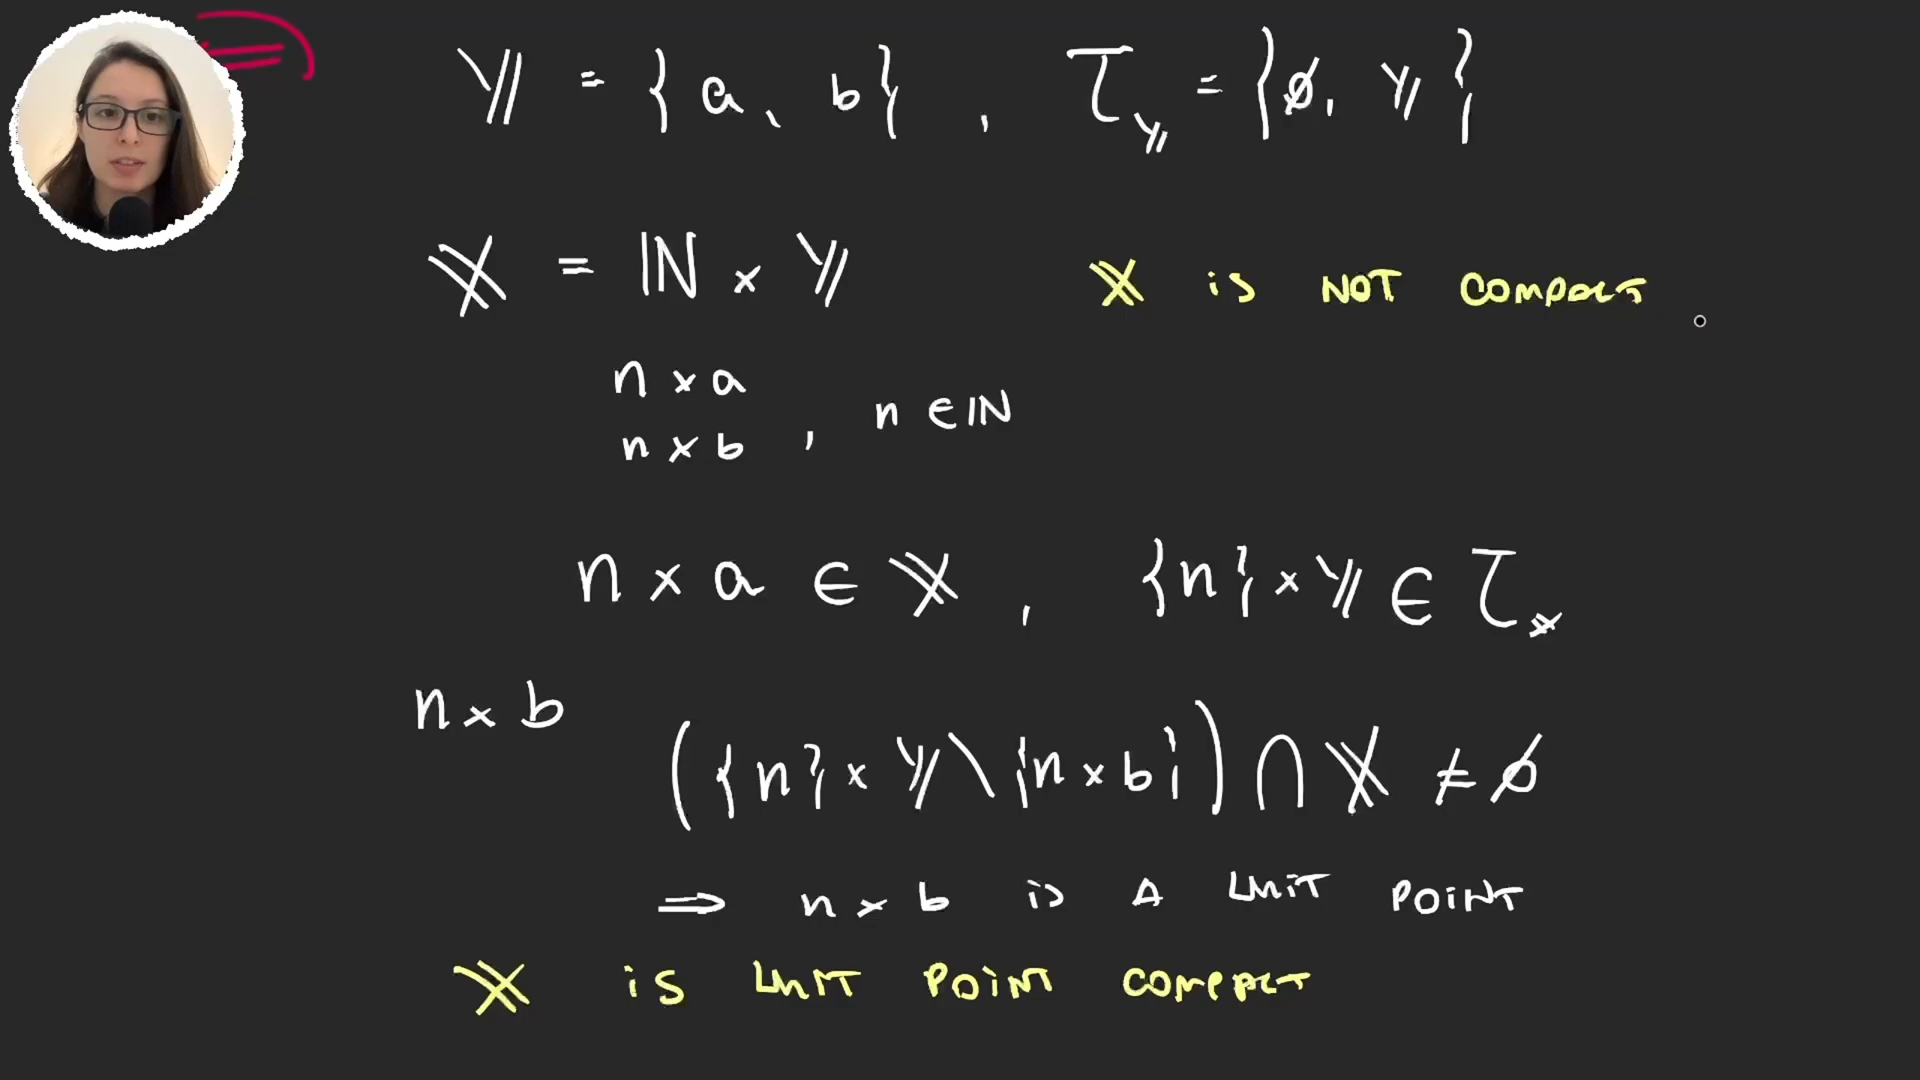 ⇐
𝕐 = {a, b}, τ_𝕐 = {∅, 𝕐}
𝕏 = ℕ × 𝕐
𝕏 is NOT COMPACT
n × a
n × b, n ∈ ℕ
n × a ∈ 𝕏, {n} × 𝕐 ∈ τ_𝕏
n × b
({n} × 𝕐 \ {n × b}) ∩ 𝕏 ≠ ∅
⇒ n × b is A LIMIT POINT
𝕏 is LIMIT POINT COMPACT